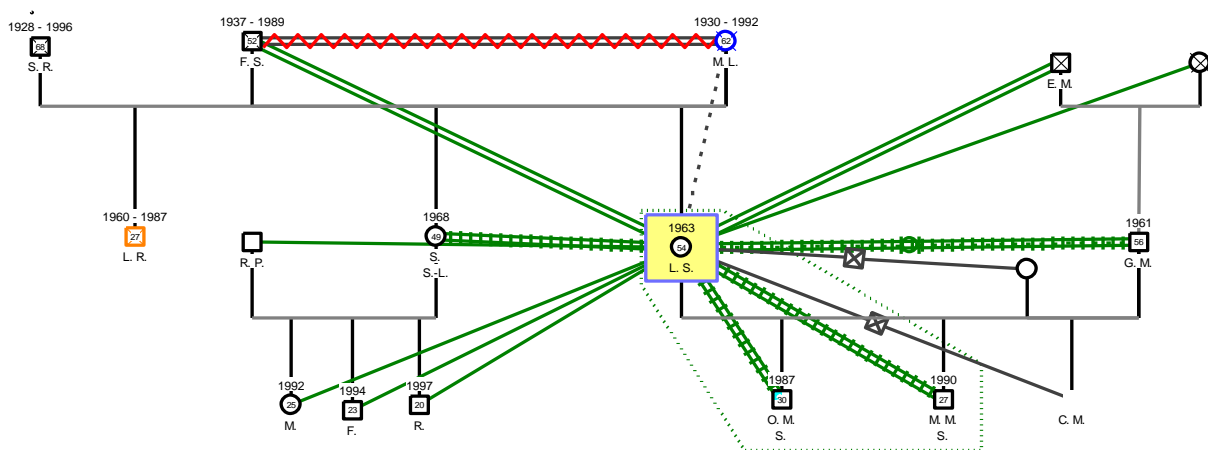 1928 - 1996
68
S. R.
1937 - 1989
52
F. S.
1930 - 1992
62
M. L.
E. M.
1960 - 1987
27
L. R.
R. P.
1968
49
S.
S.-L.
1963
54
L. S.
1961
56
G. M.
1992
25
M.
1994
23
F.
1997
20
R.
1987
30
O. M.
S.
1990
27
M. M.
S.
C. M.